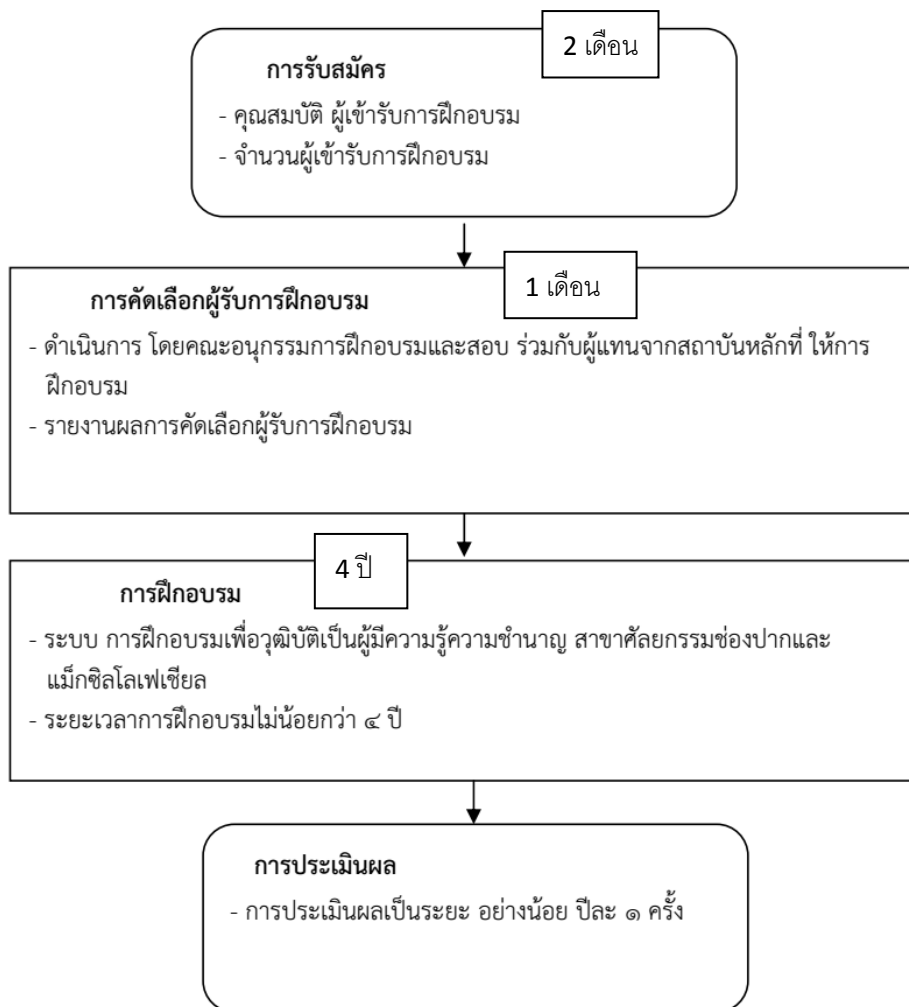 2 เดือน
การรับสมัคร
- คุณสมบัติ ผู้เข้ารับการฝึกอบรม
- จำนวนผู้เข้ารับการฝึกอบรม
1 เดือน
การคัดเลือกผู้รับการฝึกอบรม
- ดำเนินการ โดยคณะอนุกรรมการฝึกอบรมและสอบ ร่วมกับผู้แทนจากสถาบันหลักที่ ให้การ
ฝึกอบรม
- รายงานผลการคัดเลือกผู้รับการฝึกอบรม
4 ปี
การฝึกอบรม
- ระบบ การฝึกอบรมเพื่อวุฒิบัติเป็นผู้มีความรู้ความชำนาญ สาขาศัลยกรรมช่องปากและ
แม็กซิลโลเฟเชียล
- ระยะเวลาการฝึกอบรมไม่น้อยกว่า ๔ ปี
การประเมินผล
- การประเมินผลเป็นระยะ อย่างน้อย ปีละ ๑ ครั้ง